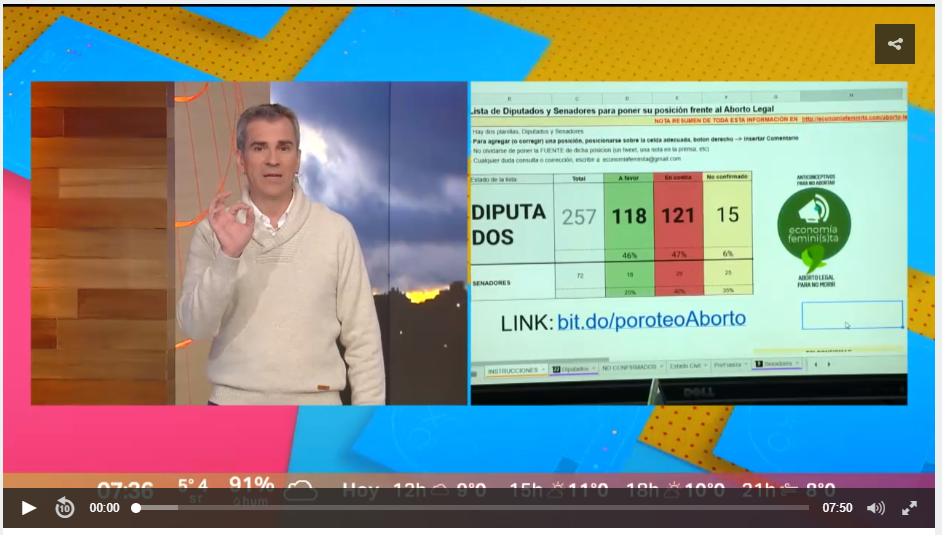 .ista de Diputados y Senadores para poner su posición frente al Aborto Legal
NOTA RESUMEN DE TODA ESTA INFORMACIÓN EN http://economiafeminita.com/aborto-le
Hay dos planillas, Diputados y Senadores
Para agregar (o corregir) una posición, posicionarse sobre la celda adecuada, boton derecho --> Insertar Comentario
No olvidarse de poner la FUENTE de dicha posicion (un tweet, una nota en la prensa, etc)
Cualquier duda consulta o corrección, escribir a economiafeminista@gmail.com
Estado de la lista Total A favor En contra No confirmado
DIPUTA
DOS 257 118 121 15
46% 47% 6%
SENADORES 72 18 25
25% 40% 35%
ANTICONCEPTIVOS
PARA NO ABORTAR
economía
femini(s)ta
ABORTO LEGAL
PARA NO MORIR
LINK: bit.do/poroteoAborto
INSTRUCCIONES Diputados NO CONFIRMADOS Estado Civil Senadores
DELL
07:36 5°4 ST 91% hum Hoy 12h 9°0 15h 11°0 18h 10°0 21h 8°0
10 00:00 07:50